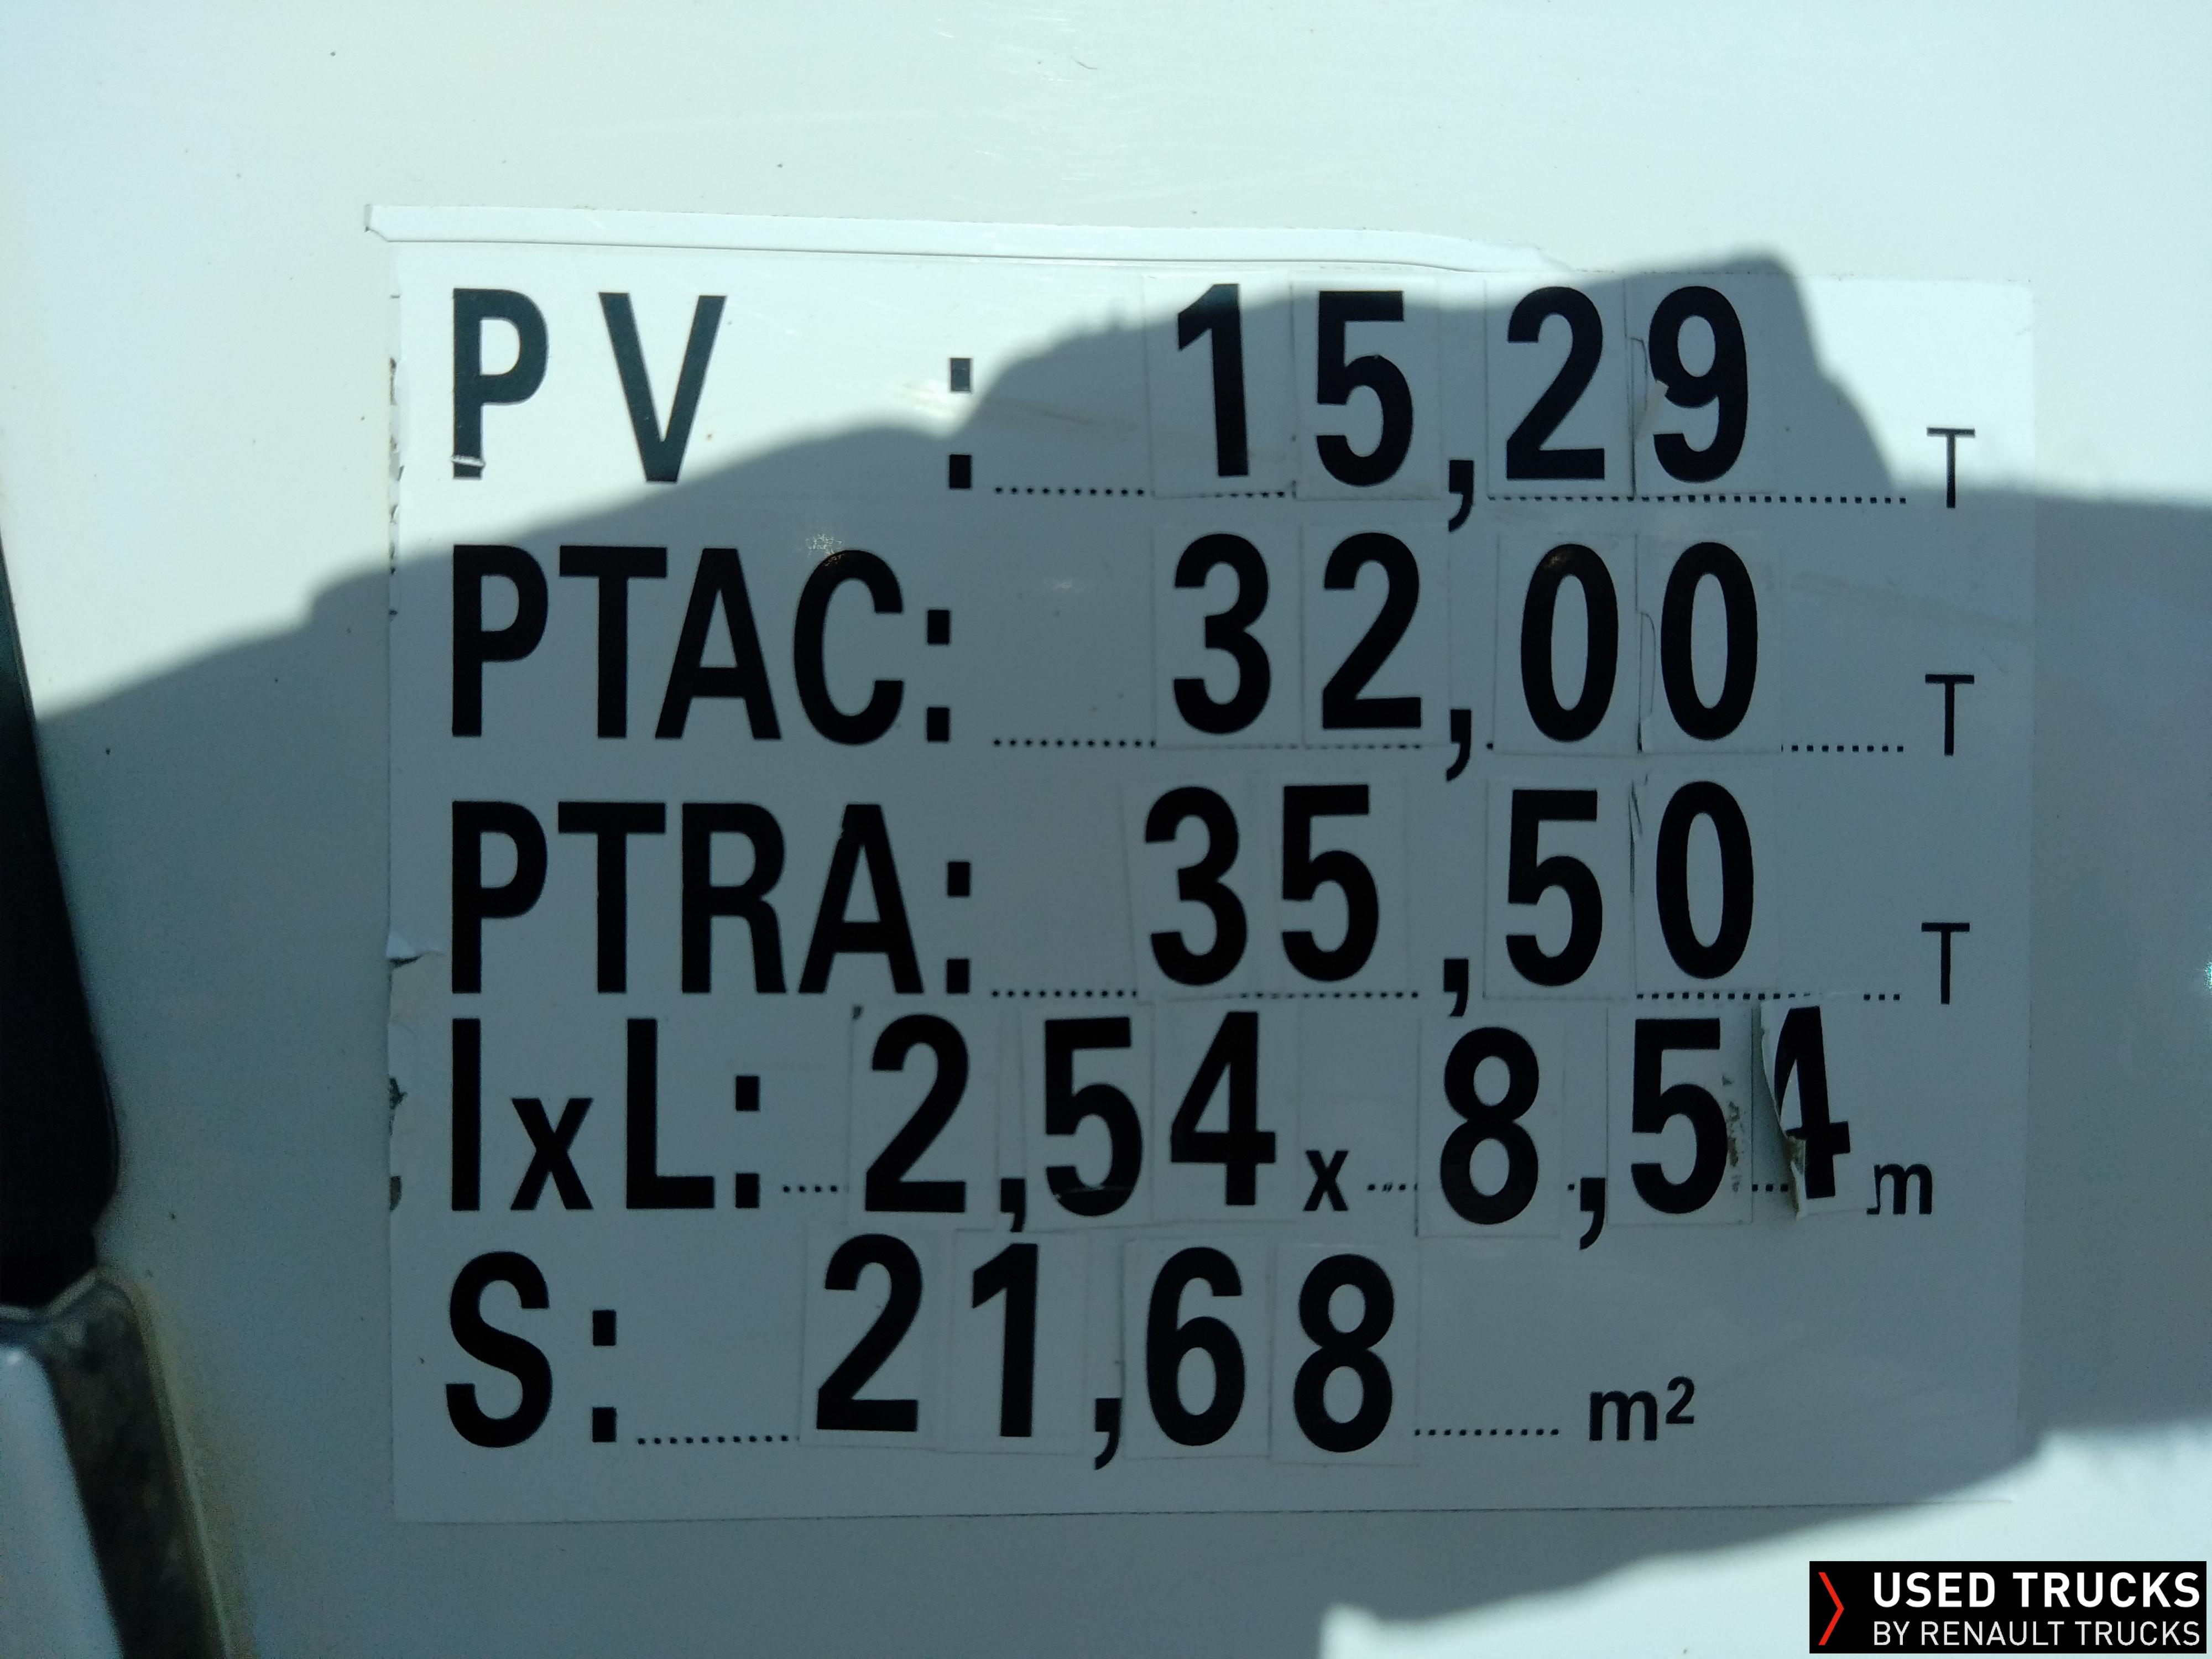 PV : 15,29 T
PTAC: 32,00 T
PTRA: 35,50 T
lxL: 2,54 x 8,54 m
S: 21,68 m²
USED TRUCKS
BY RENAULT TRUCKS